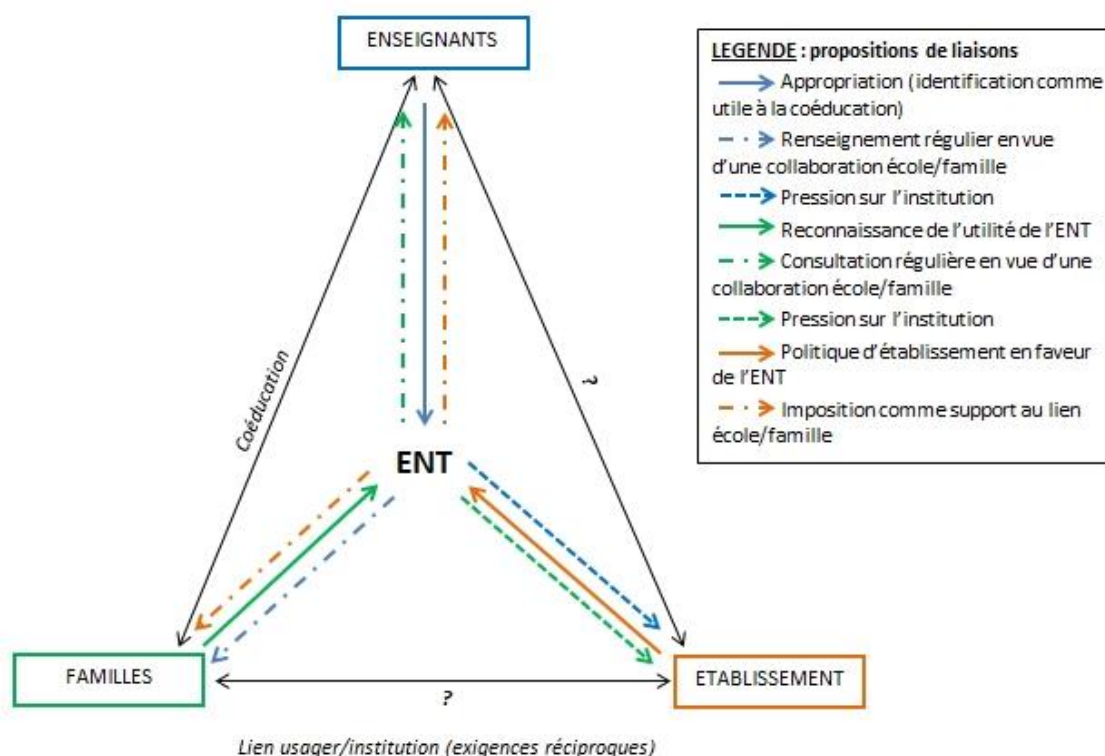 ENSEIGNANTS
LEGENDE : propositions de liaisons
Appropriation (identification comme
utile à la coéducation)
Renseignement régulier en vue
d'une collaboration école/famille
Pression sur l'institution
Reconnaissance de l'utilité de l'ENT
Consultation régulière en vue d'une
collaboration école/famille
Pression sur l'institution
Politique d'établissement en faveur
de l'ENT
Imposition comme support au lien
école/famille
Coéducation
?
ENT
FAMILLES
ETABLISSEMENT
?
Lien usager/institution (exigences réciproques)